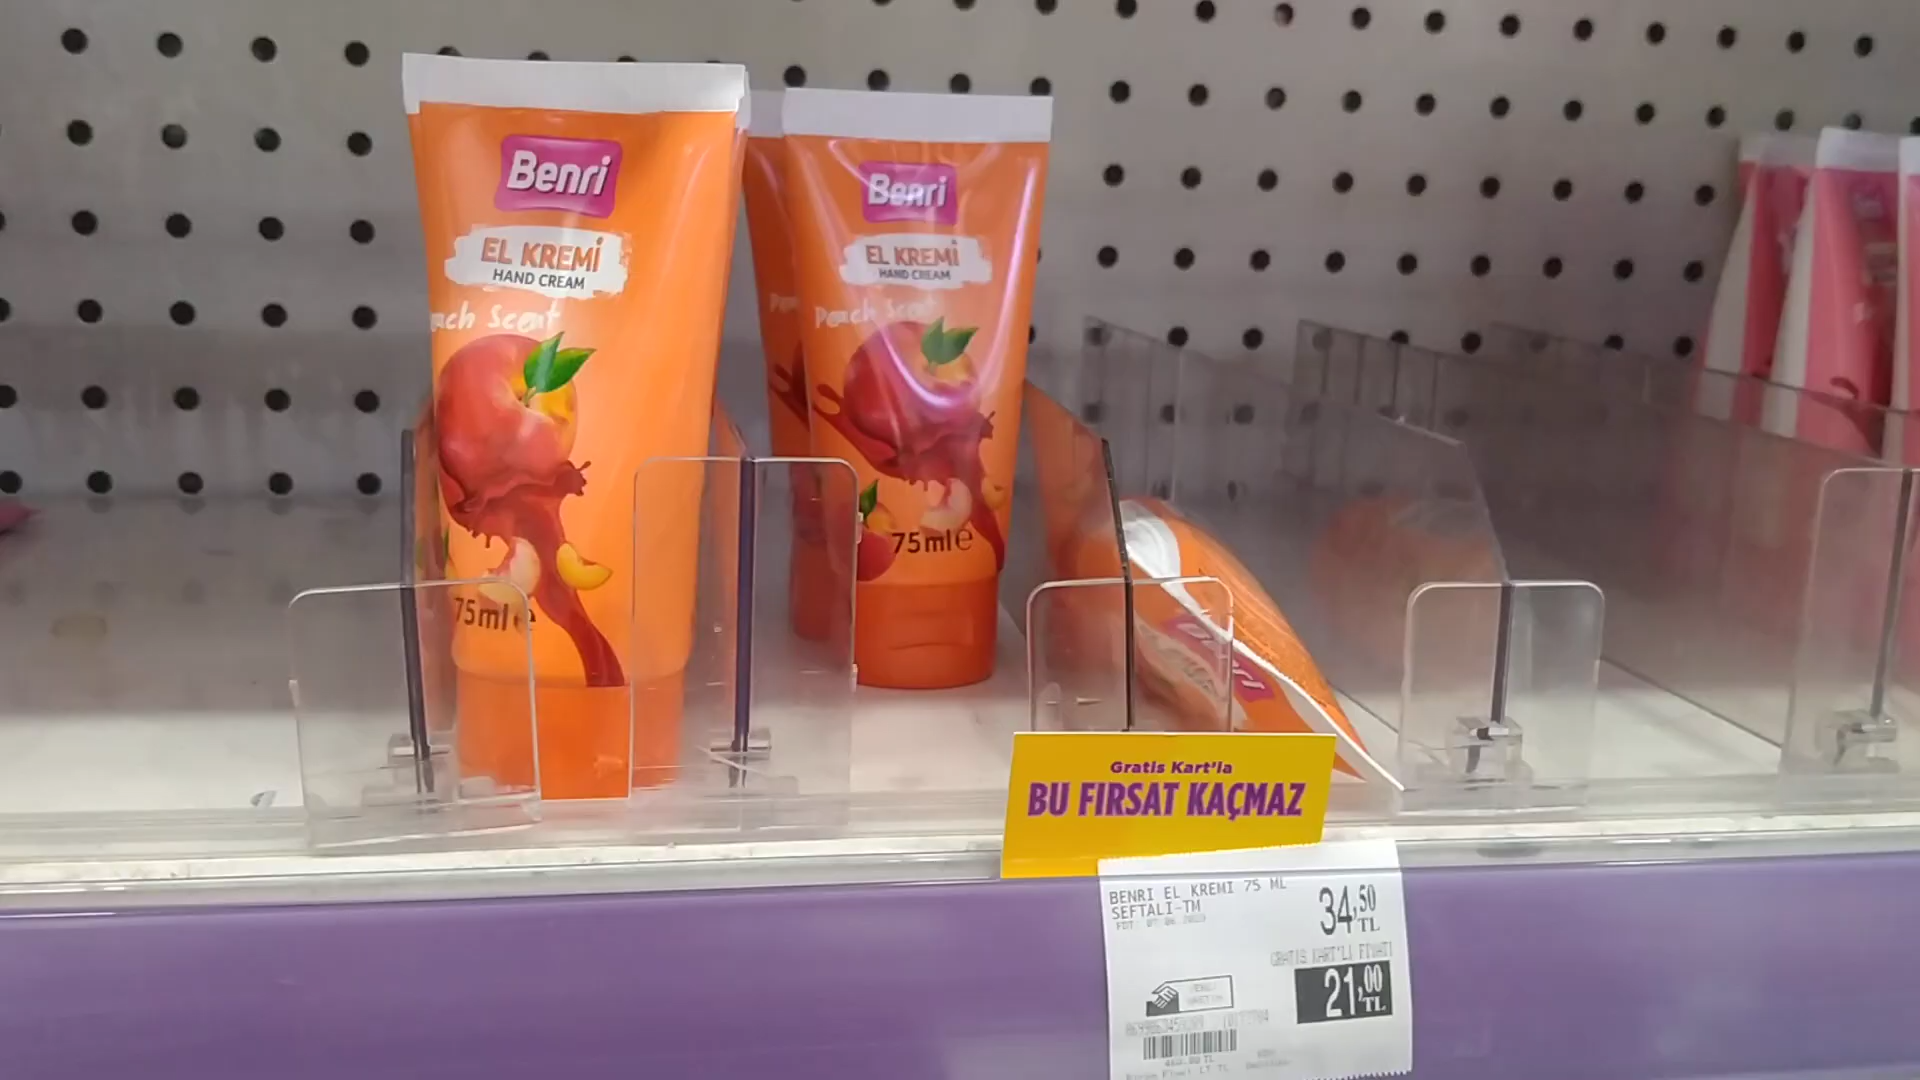 Benri
EL KREMİ
HAND CREAM
ach Scent
75ml e
Benri
EL KREMİ
HAND CREAM
Peach Scent
75ml e
Benri
Gratis Kart'la
BU FIRSAT KAÇMAZ
BENRI EL KREMI 75 ML
SEFTALI-TM
34,50 TL
GRATIS KART'LI FIYATI
21,00 TL